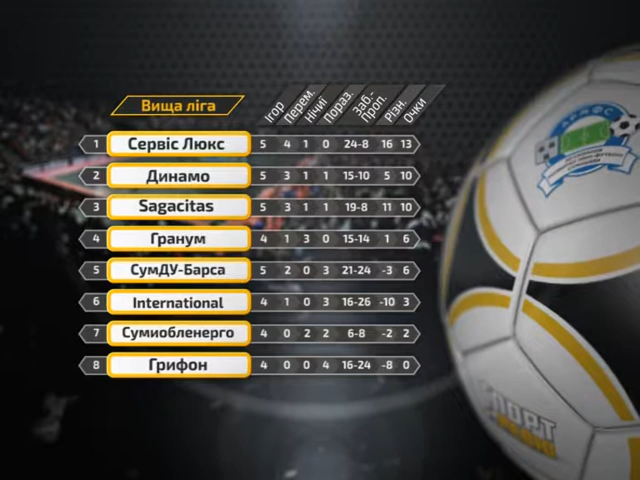 Вища ліга
Ігор Перем. Нічиї Пораз. Заб.- Проп. Різн. Очки
1 Сервіс Люкс 5 4 1 0 24-8 16 13
2 Динамо 5 3 1 1 15-10 5 10
3 Sagacitas 5 3 1 1 19-8 11 10
4 Гранум 4 1 3 0 15-14 1 6
5 СумДУ-Барса 5 2 0 3 21-24 -3 6
6 International 4 1 0 3 16-26 -10 3
7 Сумиобленерго 4 0 2 2 6-8 -2 2
8 Грифон 4 0 0 4 16-24 -8 0